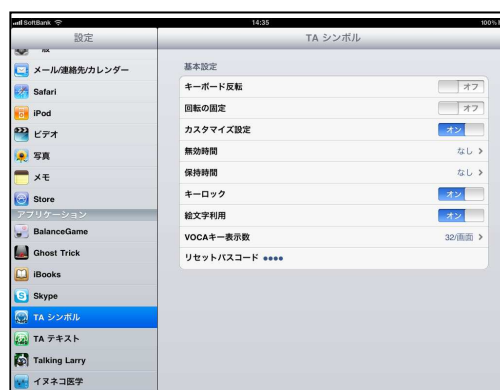 SoftBank 14:35 100%
設定
TA シンボル
メール/連絡先/カレンダー
Safari
iPod
ビデオ
写真
メモ
Store
アプリケーション
BalanceGame
Ghost Trick
iBooks
Skype
TA シンボル
TA テキスト
Talking Larry
イヌネコ医学
基本設定
キーボード反転 オフ
回転の固定 オフ
カスタマイズ設定 オン
無効時間 なし
保持時間 なし
キーロック オン
絵文字利用 オン
VOCAキー表示数 32/画面
リセットパスコード ●●●●